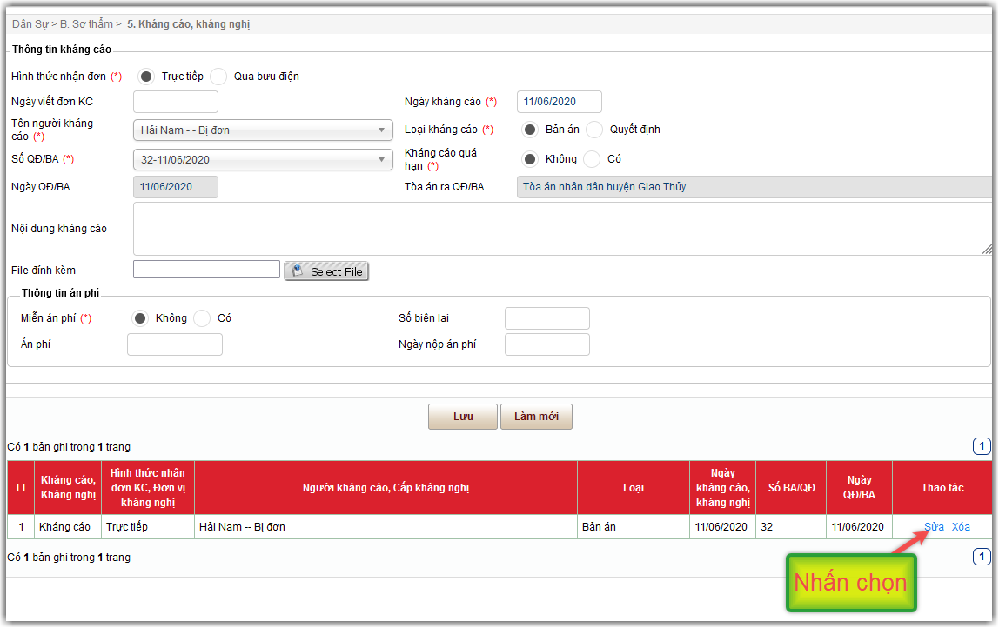 Dân Sự > B. Sơ thẩm > 5. Kháng cáo, kháng nghị
Thông tin kháng cáo
Hình thức nhận đơn (*) Trực tiếp Qua bưu điện
Ngày viết đơn KC Ngày kháng cáo (*) 11/06/2020
Tên người kháng
cáo (*) Hải Nam - - Bị đơn Loại kháng cáo (*) Bản án Quyết định
Số QĐ/BA (*) 32-11/06/2020 Kháng cáo quá
hạn (*) Không Có
Ngày QĐ/BA 11/06/2020 Tòa án ra QĐ/BA Tòa án nhân dân huyện Giao Thủy
Nội dung kháng cáo
File đính kèm Select File
Thông tin án phí
Miễn án phí (*) Không Có Số biên lai
Án phí Ngày nộp án phí
Lưu Làm mới
Có 1 bản ghi trong 1 trang 1
TT Kháng cáo,
Kháng nghị Hình thức nhận
đơn KC, Đơn vị
kháng nghị Người kháng cáo, Cấp kháng nghị Loại Ngày
kháng cáo,
kháng nghị Số BA/QĐ Ngày
QĐ/BA Thao tác
1 Kháng cáo Trực tiếp Hải Nam -- Bị đơn Bản án 11/06/2020 32 11/06/2020 Sửa Xóa
Có 1 bản ghi trong 1 trang 1
Nhấn chọn